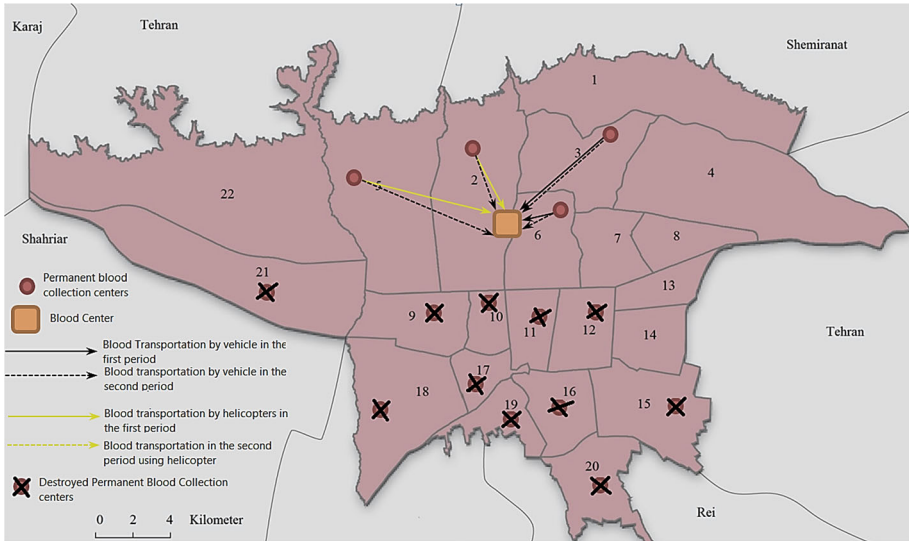 Karaj
Tehran
Shemiranat
1
3
2
4
5
22
6
7
8
Shahriar
21
13
Permanent blood
collection centers
Blood Center
9
10
11
12
14
Tehran
Blood Transportation by vehicle in the
first period
Blood transportation by vehicle in the
second period
17
18
19
16
15
Blood transportation by helicopters in
the first period
Blood transportation in the second
period using helicopter
20
Destroyed Permanent Blood Collection
centers
Rei
0 2 4 Kilometer